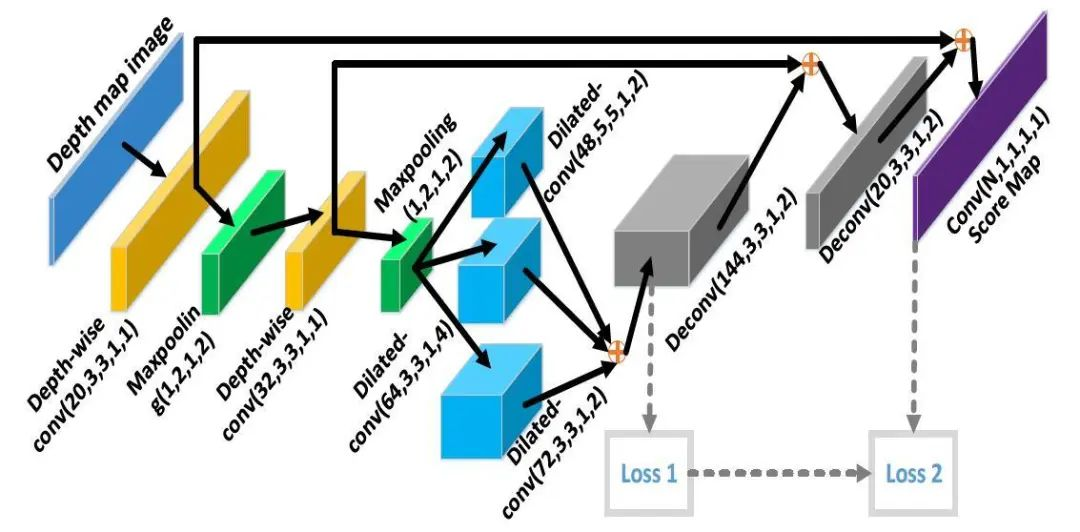 Depth map image
Depth-wise
conv(20,3,3,1,1)
Maxpoolin
g(1,2,1,2)
Depth-wise
conv(32,3,3,1,1)
Maxpooling
(1,2,1,2)
Dilated-
conv(64,3,3,1,4)
Dilated-
conv(48,5,5,1,2)
Dilated-
conv(72,3,3,1,2)
Deconv(144,3,3,1,2)
Deconv(20,3,3,1,2)
Conv(N,1,1,1,1)
Score Map
Loss 1
Loss 2